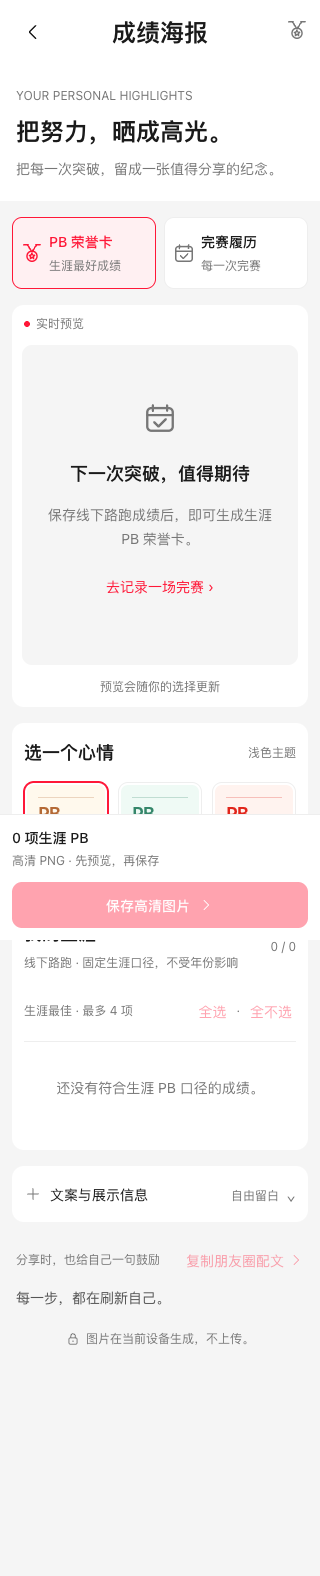 成绩海报
YOUR PERSONAL HIGHLIGHTS
把努力，晒成高光。
把每一次突破，留成一张值得分享的纪念。
PB 荣誉卡
生涯最好成绩
完赛履历
每一次完赛
实时预览
下一次突破，值得期待
保存线下路跑成绩后，即可生成生涯
PB 荣誉卡。
去记录一场完赛 ›
预览会随你的选择更新
选一个心情
浅色主题
PB
PB
PB
0 项生涯 PB
高清 PNG · 先预览，再保存
保存高清图片
0 / 0
线下路跑 · 固定生涯口径，不受年份影响
生涯最佳 · 最多 4 项
全选 · 全不选
还没有符合生涯 PB 口径的成绩。
文案与展示信息
自由留白
分享时，也给自己一句鼓励
复制朋友圈配文
每一步，都在刷新自己。
图片在当前设备生成，不上传。